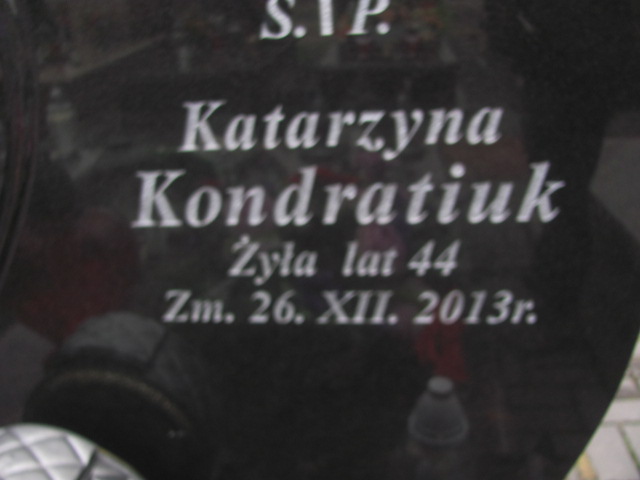 Ś.†P.
Katarzyna
Kondratiuk
Żyła lat 44
Zm. 26. XII. 2013r.